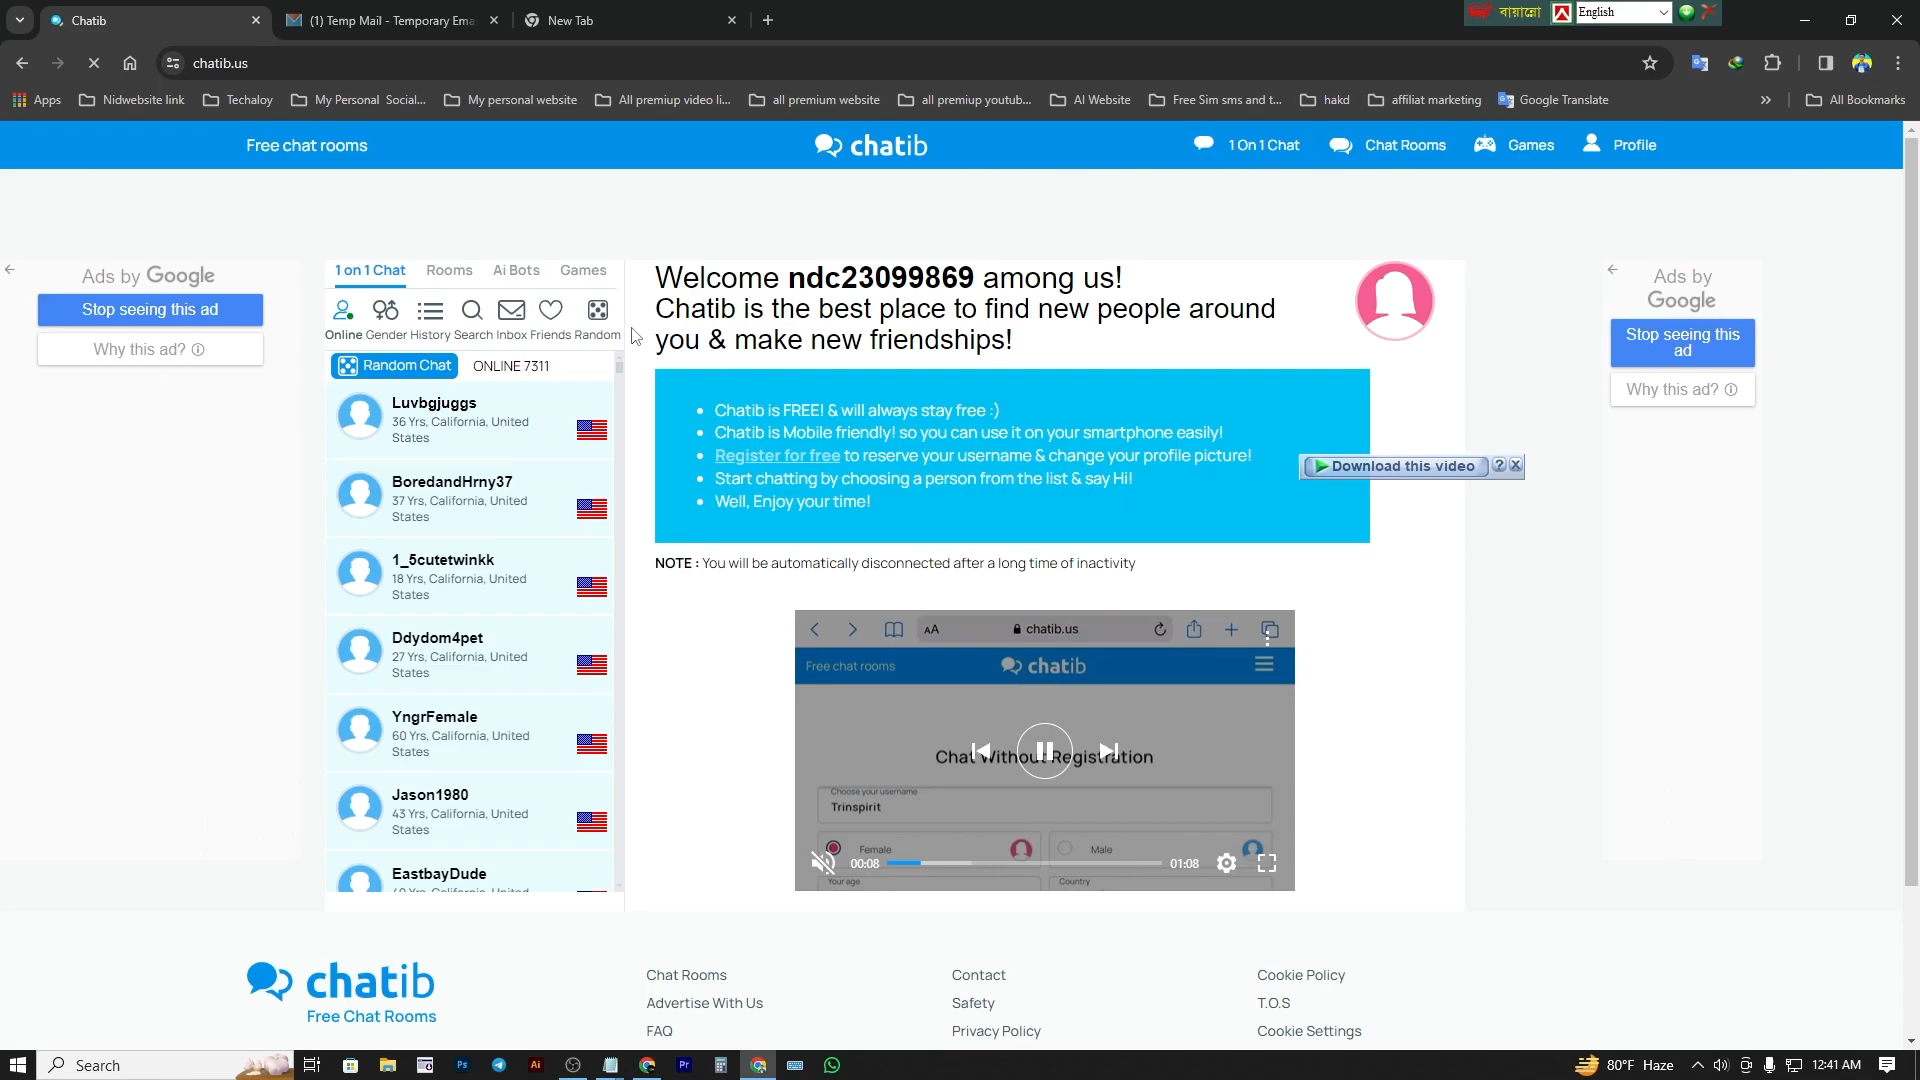 Chatib
(1) Temp Mail - Temporary Ema
New Tab
বায়ান্নো
English
chatib.us
Apps
Nidwebsite link
Techaloy
My Personal Social...
My personal website
All premiup video li...
all premium website
all premiup youtub...
AI Website
Free Sim sms and t...
hakd
affiliat marketing
Google Translate
»
All Bookmarks
Free chat rooms
chatib
1 On 1 Chat
Chat Rooms
Games
Profile
Ads by Google
Stop seeing this ad
Why this ad?
1 on 1 Chat Rooms Ai Bots Games
Online Gender History Search Inbox Friends Random
Random Chat ONLINE 7311
Luvbgjuggs
36 Yrs, California, United
States
BoredandHrny37
37 Yrs, California, United
States
1_5cutetwinkk
18 Yrs, California, United
States
Ddydom4pet
27 Yrs, California, United
States
YngrFemale
60 Yrs, California, United
States
Jason1980
43 Yrs, California, United
States
EastbayDude
Welcome ndc23099869 among us!
Chatib is the best place to find new people around
you & make new friendships!
• Chatib is FREE! & will always stay free :)
• Chatib is Mobile friendly! so you can use it on your smartphone easily!
• Register for free to reserve your username & change your profile picture!
• Start chatting by choosing a person from the list & say Hi!
• Well, Enjoy your time!
Download this video
NOTE : You will be automatically disconnected after a long time of inactivity
AA
chatib.us
Free chat rooms
chatib
Chat Without Registration
Choose your username
Trinspirit
Female
Male
00:08
01:08
Your age
Country
Ads by
Google
Stop seeing this
ad
Why this ad?
chatib
Free Chat Rooms
Chat Rooms
Advertise With Us
FAQ
Contact
Safety
Privacy Policy
Cookie Policy
T.O.S
Cookie Settings
Search
Ps
Ai
Pr
80°F Haze
12:41 AM